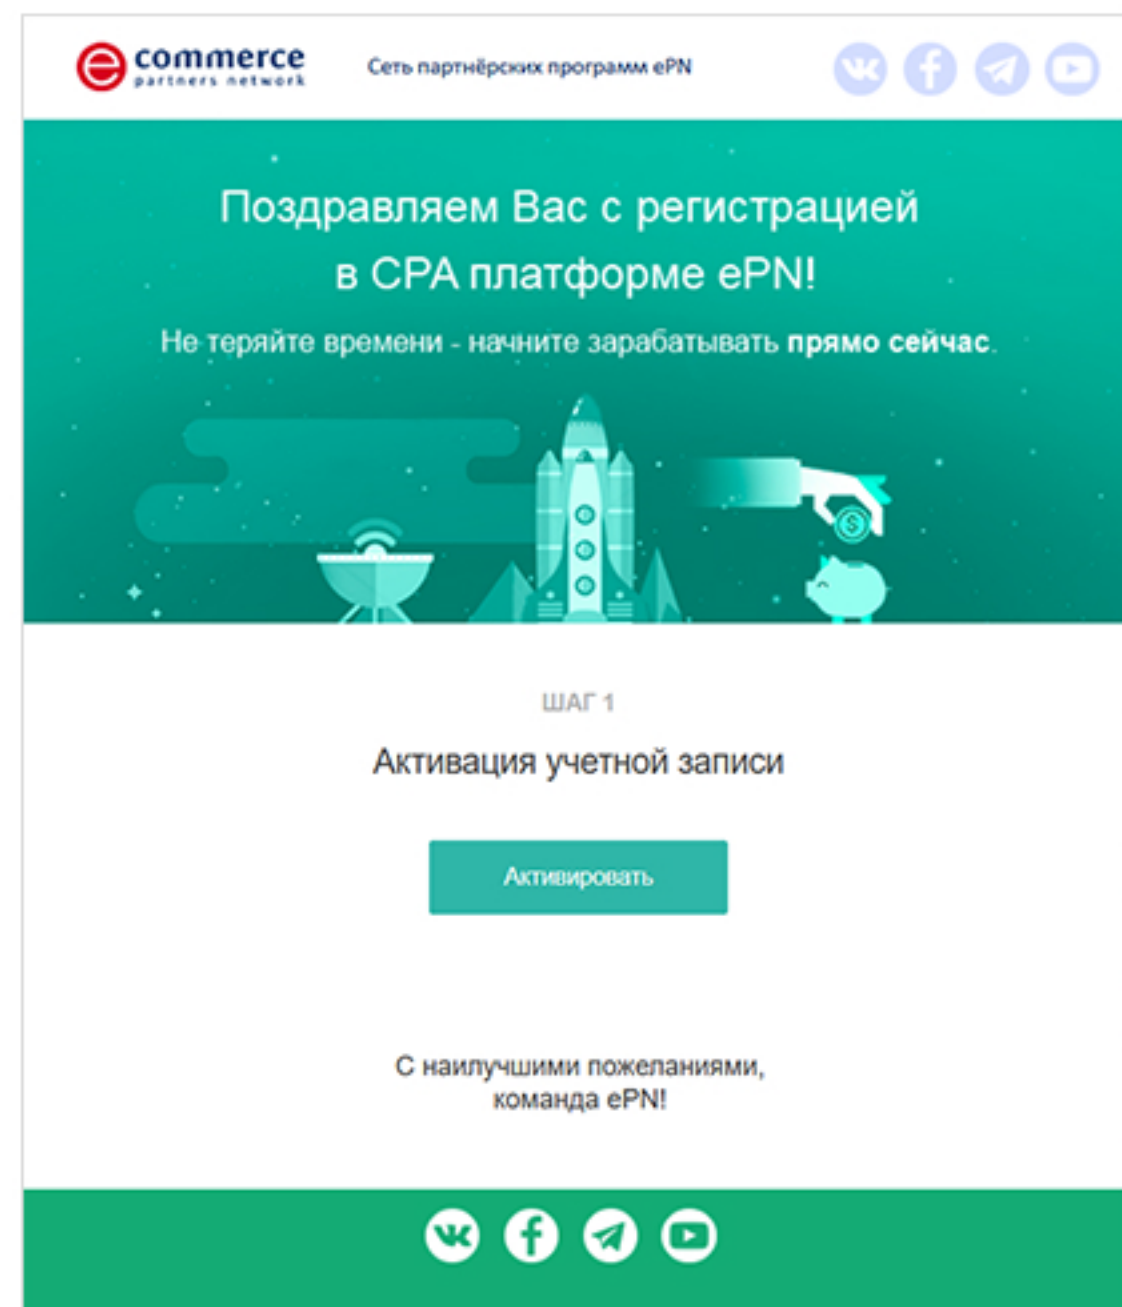 e commerce
partners network
Сеть партнёрских программ ePN
Поздравляем Вас с регистрацией
в CPA платформе ePN!
Не теряйте времени - начните зарабатывать прямо сейчас.
ШАГ 1
Активация учетной записи
Активировать
С наилучшими пожеланиями,
команда ePN!